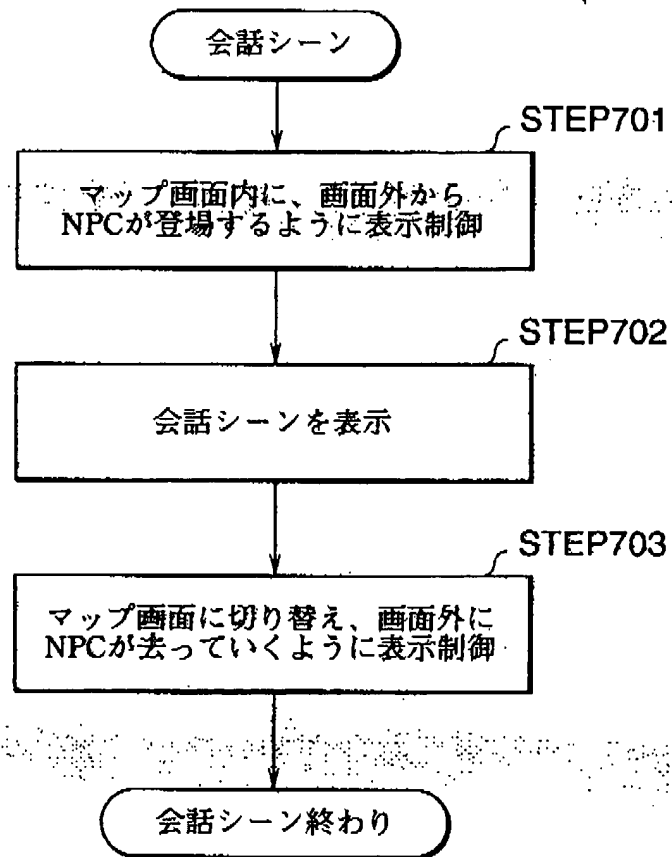 会話シーン
STEP701
マップ画面内に、画面外から
NPCが登場するように表示制御
STEP702
会話シーンを表示
STEP703
マップ画面に切り替え、画面外に
NPCが去っていくように表示制御
会話シーン終わり